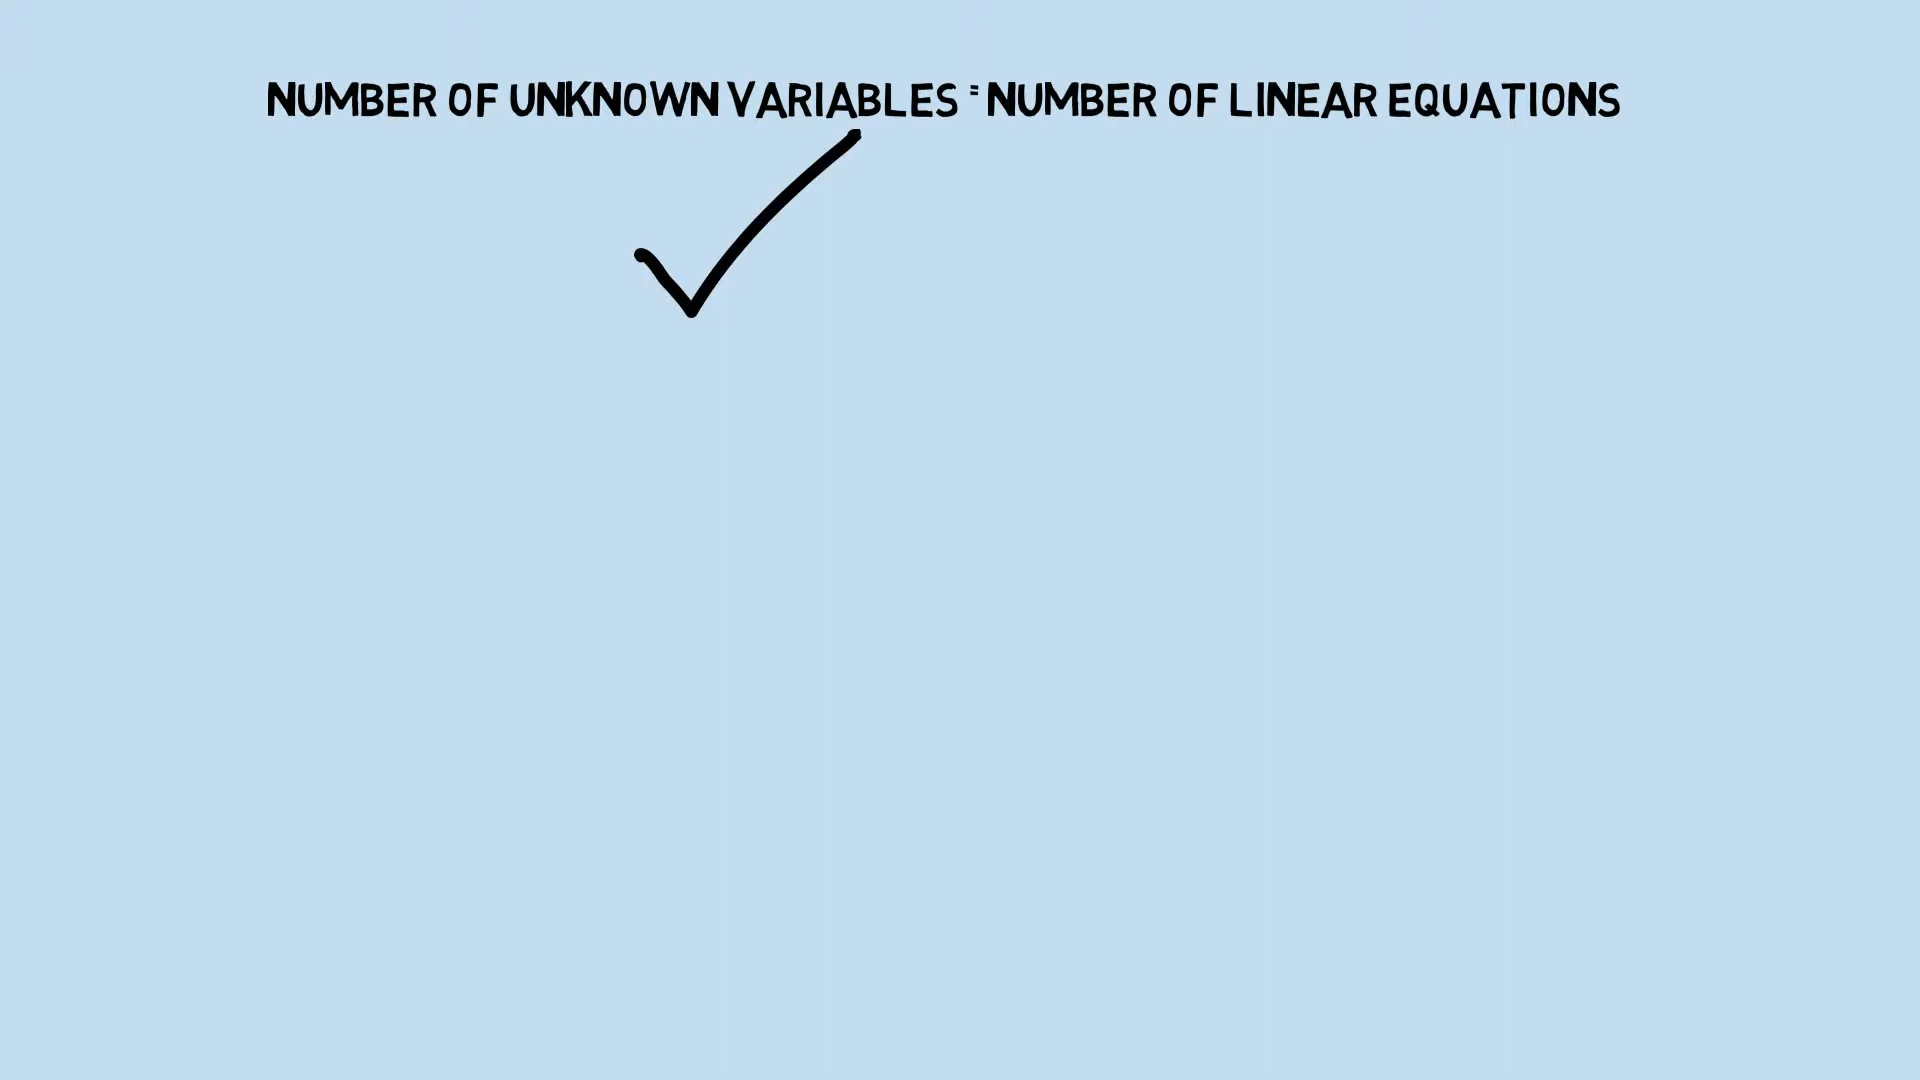 NUMBER OF UNKNOWN VARIABLES = NUMBER OF LINEAR EQUATIONS